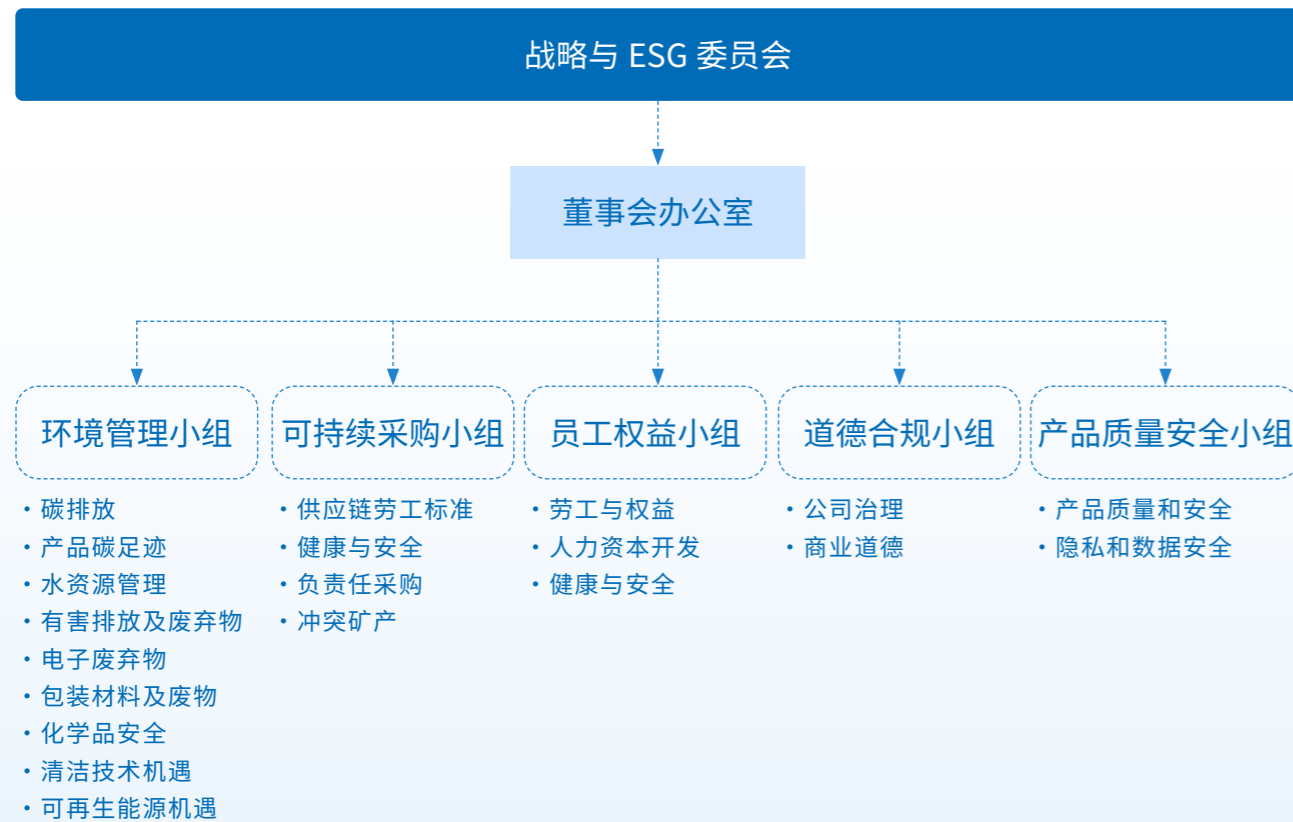 战略与 ESG 委员会
董事会办公室
环境管理小组
・碳排放
・产品碳足迹
・水资源管理
・有害排放及废弃物
・电子废弃物
・包装材料及废物
・化学品安全
・清洁技术机遇
・可再生能源机遇
可持续采购小组
・供应链劳工标准
・健康与安全
・负责任采购
・冲突矿产
员工权益小组
・劳工与权益
・人力资本开发
・健康与安全
道德合规小组
・公司治理
・商业道德
产品质量安全小组
・产品质量和安全
・隐私和数据安全